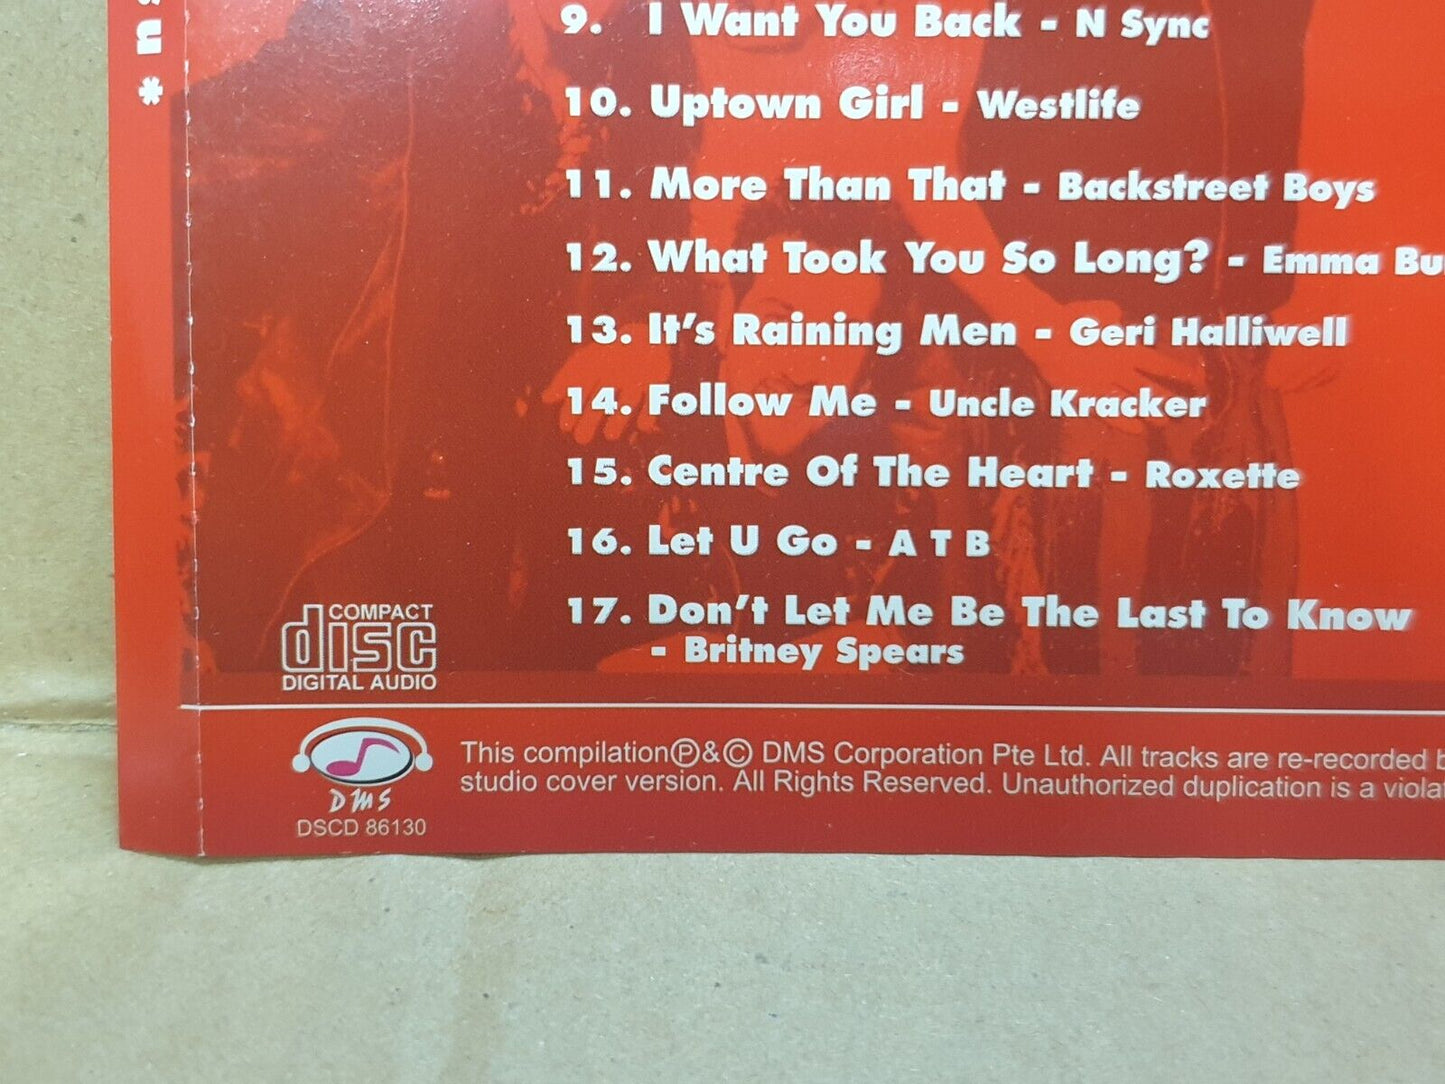 9. I Want You Back - N Sync
10. Uptown Girl - Westlife
11. More Than That - Backstreet Boys
12. What Took You So Long? - Emma Bu
13. It's Raining Men - Geri Halliwell
14. Follow Me - Uncle Kracker
15. Centre Of The Heart - Roxette
16. Let U Go - A T B
17. Don't Let Me Be The Last To Know
- Britney Spears
COMPACT
disc
DIGITAL AUDIO
DMS
DSCD 86130
This compilationⓅ&© DMS Corporation Pte Ltd. All tracks are re-recorded
studio cover version. All Rights Reserved. Unauthorized duplication is a